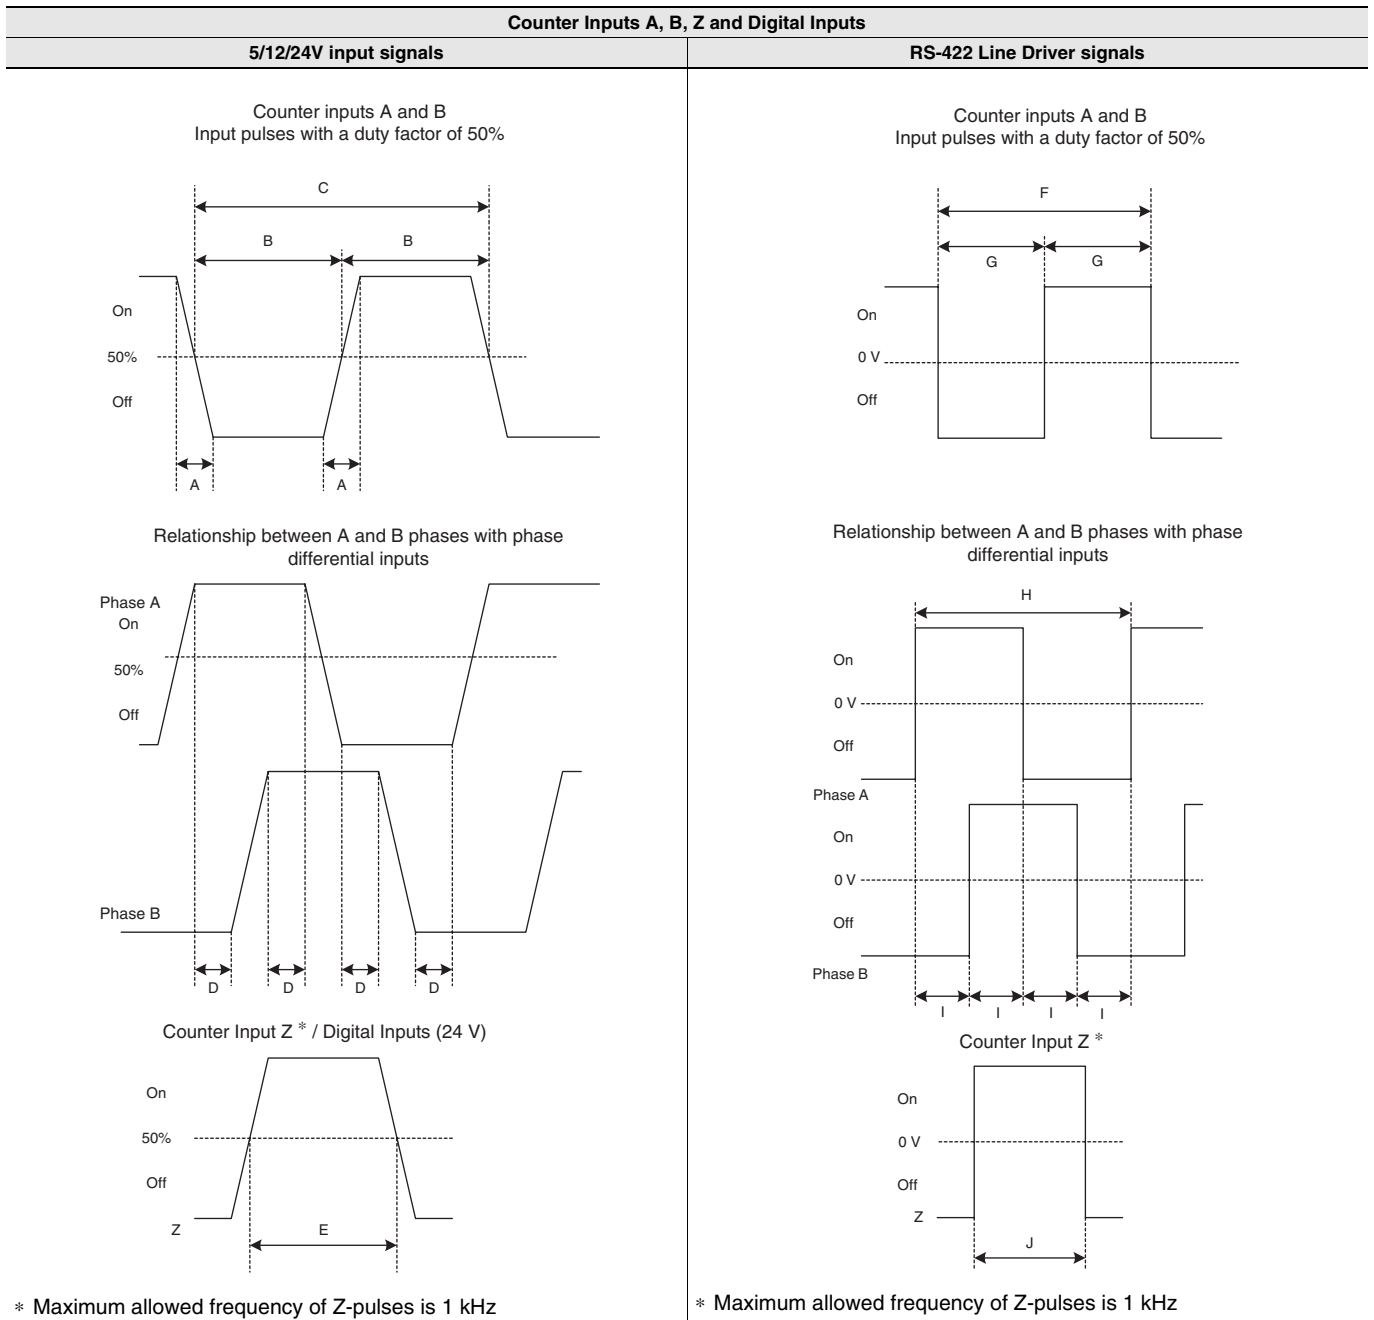 Counter Inputs A, B, Z and Digital Inputs
5/12/24V input signals
RS-422 Line Driver signals
Counter inputs A and B
Input pulses with a duty factor of 50%
C
B B
On
50%
Off
A A
Relationship between A and B phases with phase
differential inputs
Phase A
On
50%
Off
Phase B
D D D D
Counter Input Z * / Digital Inputs (24 V)
On
50%
Off
Z
E
* Maximum allowed frequency of Z-pulses is 1 kHz
Counter inputs A and B
Input pulses with a duty factor of 50%
F
G G
On
0 V
Off
Relationship between A and B phases with phase
differential inputs
H
On
0 V
Off
Phase A
On
0 V
Off
Phase B
I I I I
Counter Input Z *
On
0 V
Off
Z
J
* Maximum allowed frequency of Z-pulses is 1 kHz